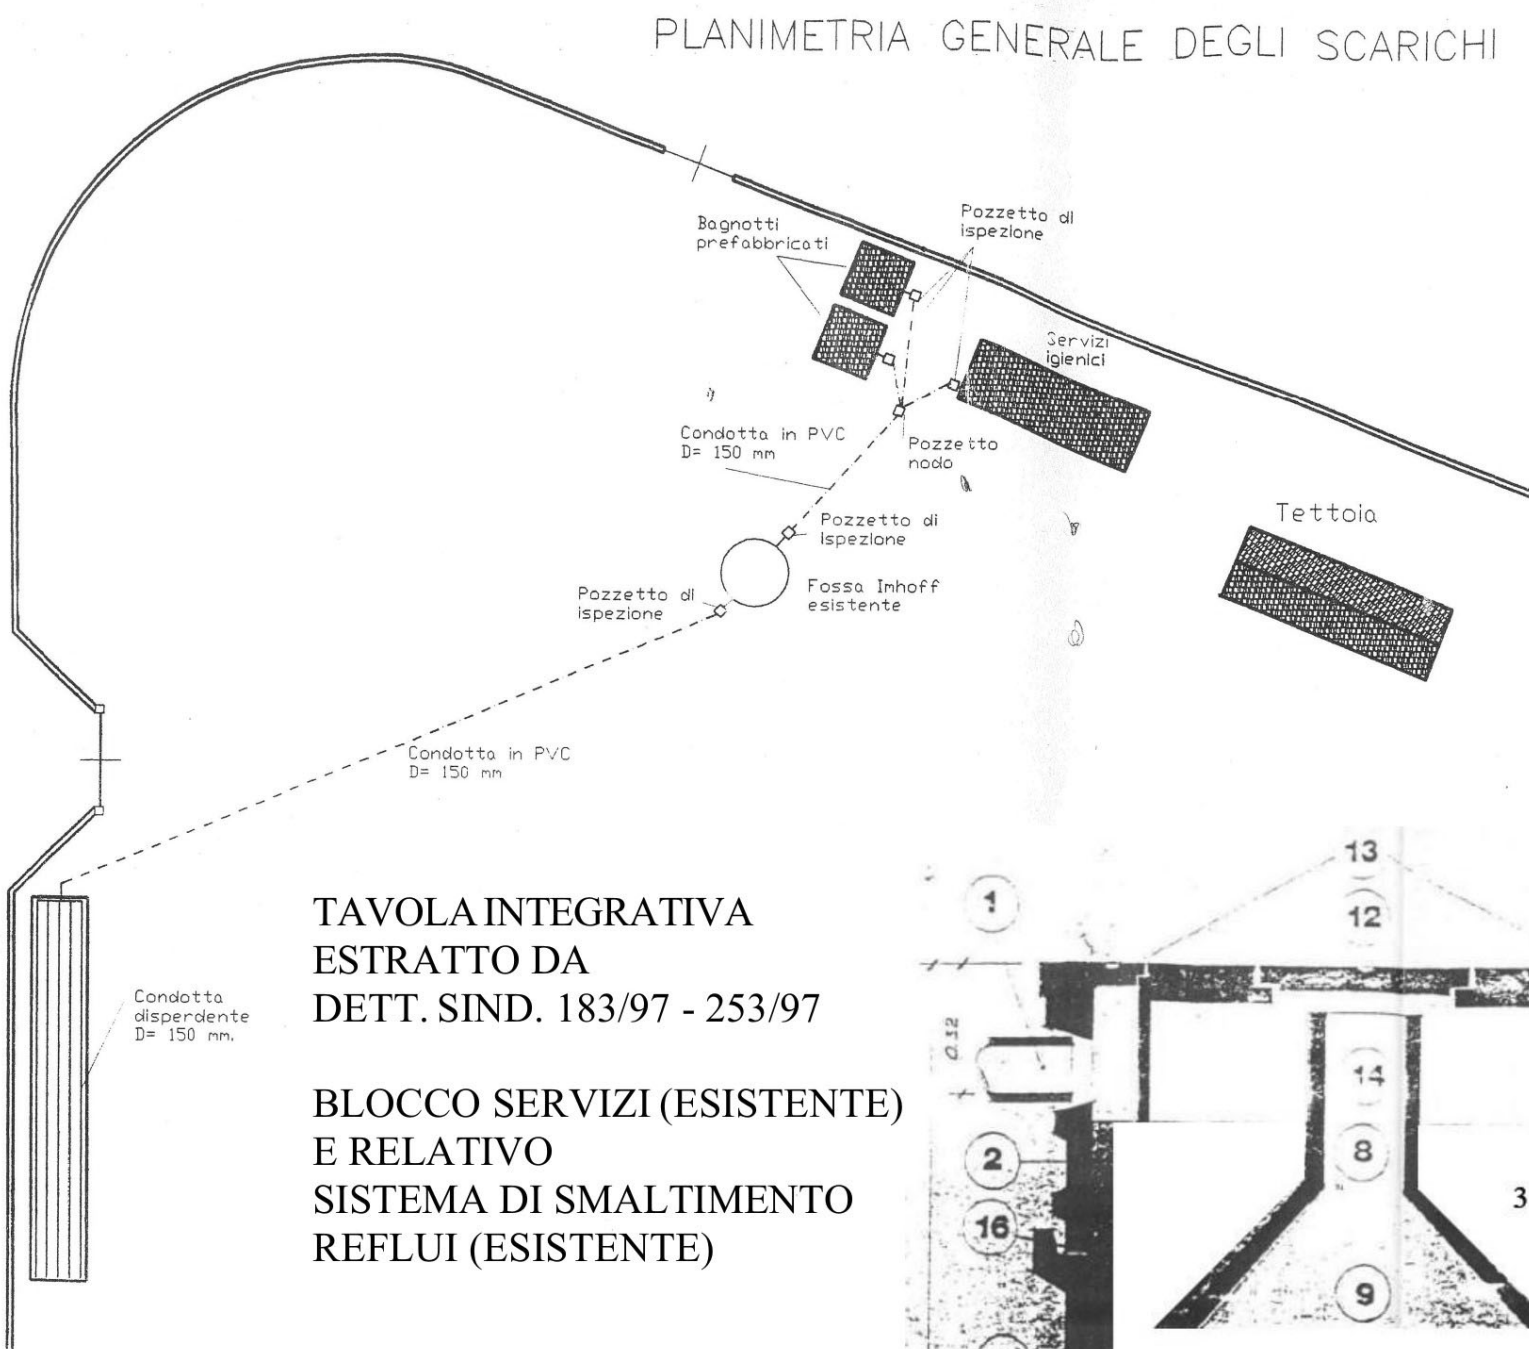 PLANIMETRIA GENERALE DEGLI SCARICHI
Pozzetto di
ispezione
Bagnotti
prefabbricati
Servizi
igienici
Condotta in PVC
D= 150 mm
Pozzetto
nodo
Tettoia
Pozzetto di
ispezione
Fossa Imhoff
esistente
Pozzetto di
ispezione
Condotta in PVC
D= 150 mm
Condotta
disperdente
D= 150 mm.
TAVOLA INTEGRATIVA
ESTRATTO DA
DETT. SIND. 183/97 - 253/97
BLOCCO SERVIZI (ESISTENTE)
E RELATIVO
SISTEMA DI SMALTIMENTO
REFLUI (ESISTENTE)
13
1
12
0.32
14
2
8
3
16
9